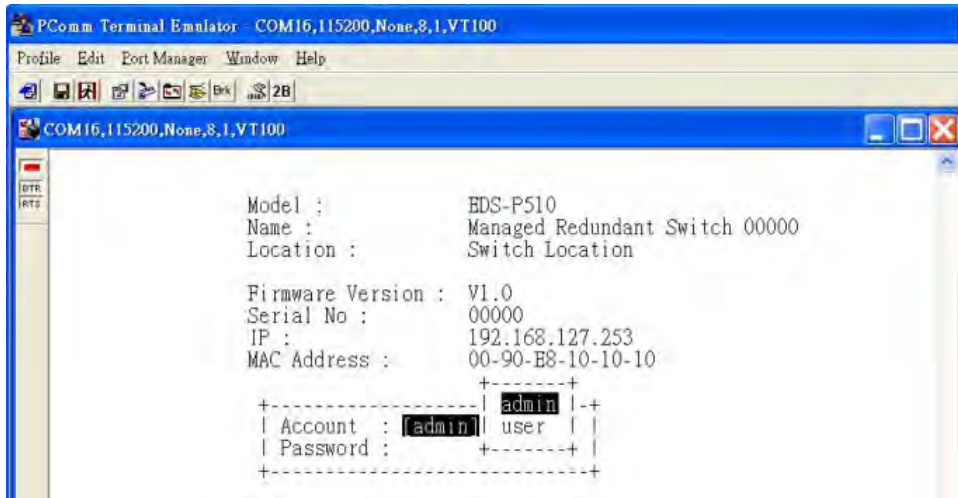 PComm Terminal Emulator - COM16,115200,None,8,1,VT100
Profile Edit Port Manager Window Help
Brk 2B
COM16,115200,None,8,1,VT100
DTR
RTS
Model : EDS-P510
Name : Managed Redundant Switch 00000
Location : Switch Location
Firmware Version : V1.0
Serial No : 00000
IP : 192.168.127.253
MAC Address : 00-90-E8-10-10-10
+-------+
+--------------------| admin |-+
| Account : [admin]| user | |
| Password : +-------+ |
+------------------------------+